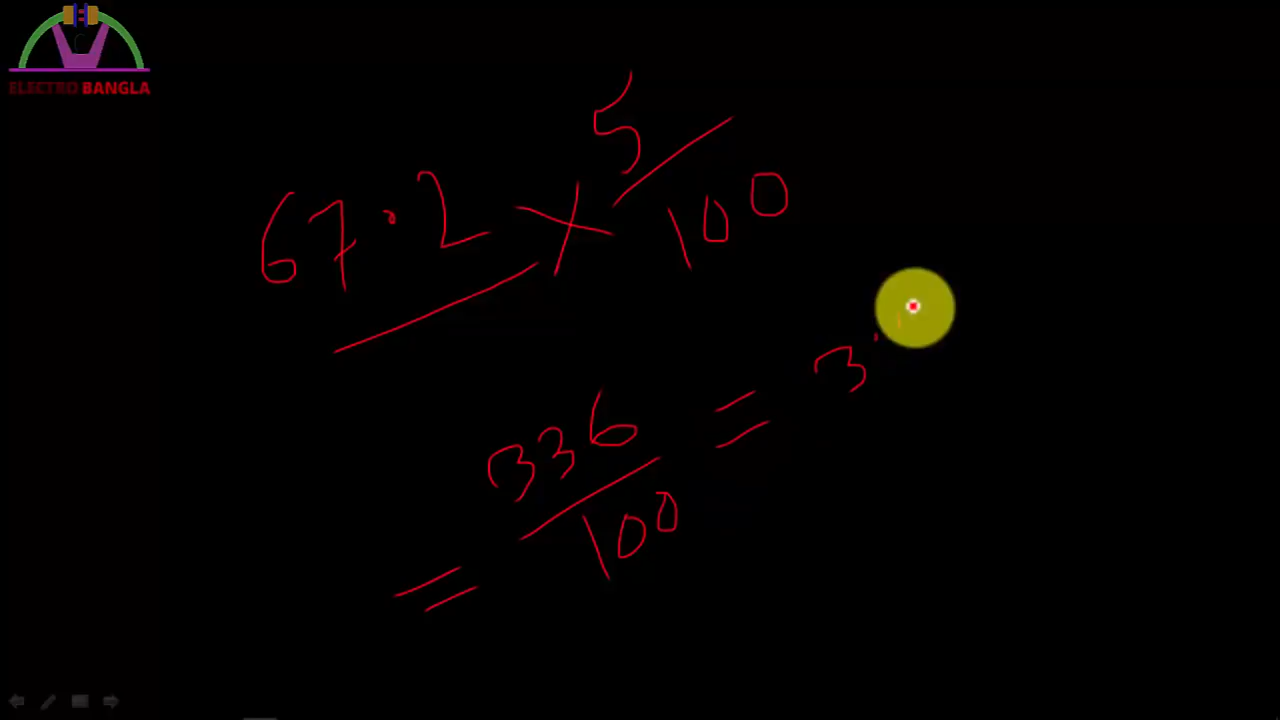 ELECTRO BANGLA
67.2 × 5/100
= 336/100 = 3.